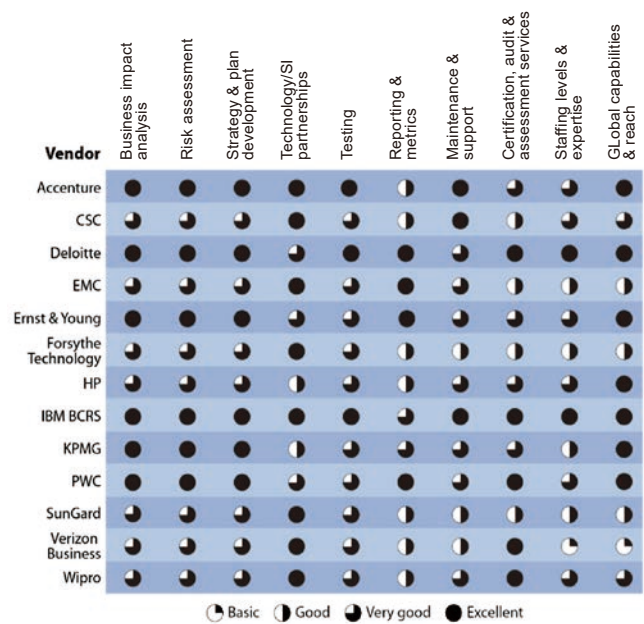 Business impact
analysis
Risk assessment
Strategy & plan
development
Technology/SI
partnerships
Testing
Reporting &
metrics
Maintenance &
support
Certification, audit &
assessment services
Staffing levels &
expertise
GLobal capabilities
& reach
Vendor
Accenture
CSC
Deloitte
EMC
Ernst & Young
Forsythe
Technology
HP
IBM BCRS
KPMG
PWC
SunGard
Verizon
Business
Wipro
Basic Good Very good Excellent